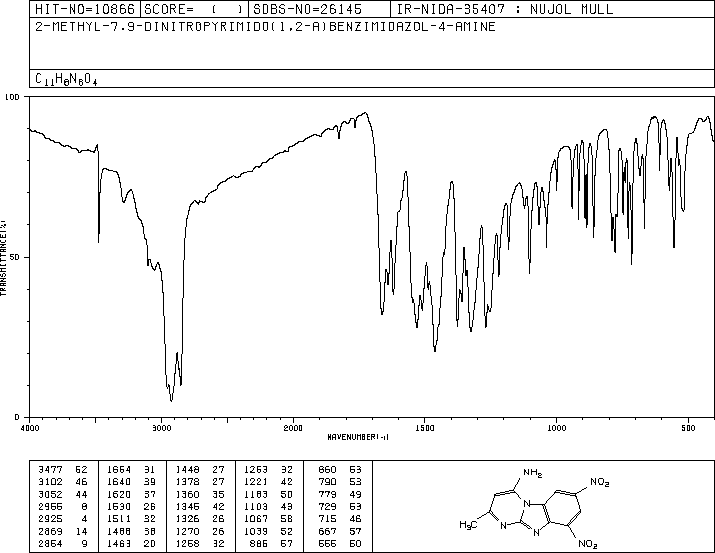 HIT-NO=10866 SCORE= ( ) SDBS-NO=26145 IR-NIDA-35407 : NUJOL MULL
2-METHYL-7,9-DINITROPYRIMIDO(1,2-A)BENZIMIDAZOL-4-AMINE
C11H8N6O4
100
50
0
TRANSMITTANCE(%)
4000 3000 2000 1500 1000 500
WAVENUMBER(-1)
3477 52 1654 31 1448 27 1253 32 860 53
3102 46 1640 39 1378 27 1221 42 790 53
3052 44 1620 37 1360 35 1183 50 779 49
2955 8 1530 26 1345 42 1103 43 729 53
2925 4 1511 32 1326 26 1067 58 715 46
2869 14 1488 38 1270 26 1039 52 667 57
2854 9 1463 20 1258 32 886 57 555 50
NH2
NO2
H3C
N
N
N
NO2